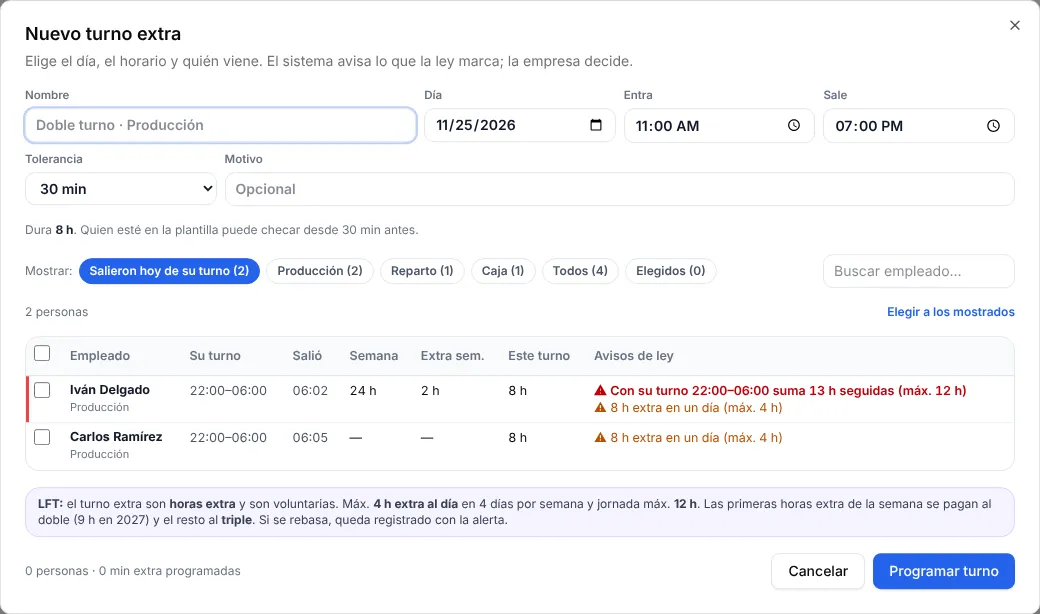 Nuevo turno extra
Elige el día, el horario y quién viene. El sistema avisa lo que la ley marca; la empresa decide.
Nombre Día Entra Sale
Doble turno · Producción 11/25/2026 11:00 AM 07:00 PM
Tolerancia Motivo
30 min Opcional
Dura 8 h. Quien esté en la plantilla puede checar desde 30 min antes.
Mostrar: Salieron hoy de su turno (2) Producción (2) Reparto (1) Caja (1) Todos (4) Elegidos (0) Buscar empleado...
2 personas Elegir a los mostrados
Empleado Su turno Salió Semana Extra sem. Este turno Avisos de ley
Iván Delgado 22:00–06:00 06:02 24 h 2 h 8 h Con su turno 22:00–06:00 suma 13 h seguidas (máx. 12 h)
Producción 8 h extra en un día (máx. 4 h)
Carlos Ramírez 22:00–06:00 06:05 — — 8 h 8 h extra en un día (máx. 4 h)
Producción
LFT: el turno extra son horas extra y son voluntarias. Máx. 4 h extra al día en 4 días por semana y jornada máx. 12 h. Las primeras horas extra de la semana se pagan al
doble (9 h en 2027) y el resto al triple. Si se rebasa, queda registrado con la alerta.
0 personas · 0 min extra programadas Cancelar Programar turno